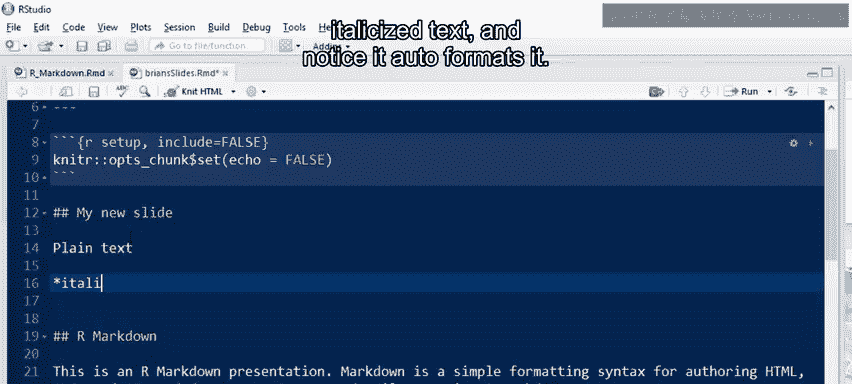 RStudio
File Edit Code View Plots Session Build Debug Tools Help
italicized text, and
notice it auto formats it.
Go to file/function Addins
R_Markdown.Rmd × briansSlides.Rmd* ×
ABC Knit HTML Run
6 ---
7
8 ```{r setup, include=FALSE}
9 knitr::opts_chunk$set(echo = FALSE)
10 ```
11
12 ## My new slide
13
14 Plain text
15
16 *itali
17
18
19 ## R Markdown
20
21 This is an R Markdown presentation. Markdown is a simple formatting syntax for authoring HTML,